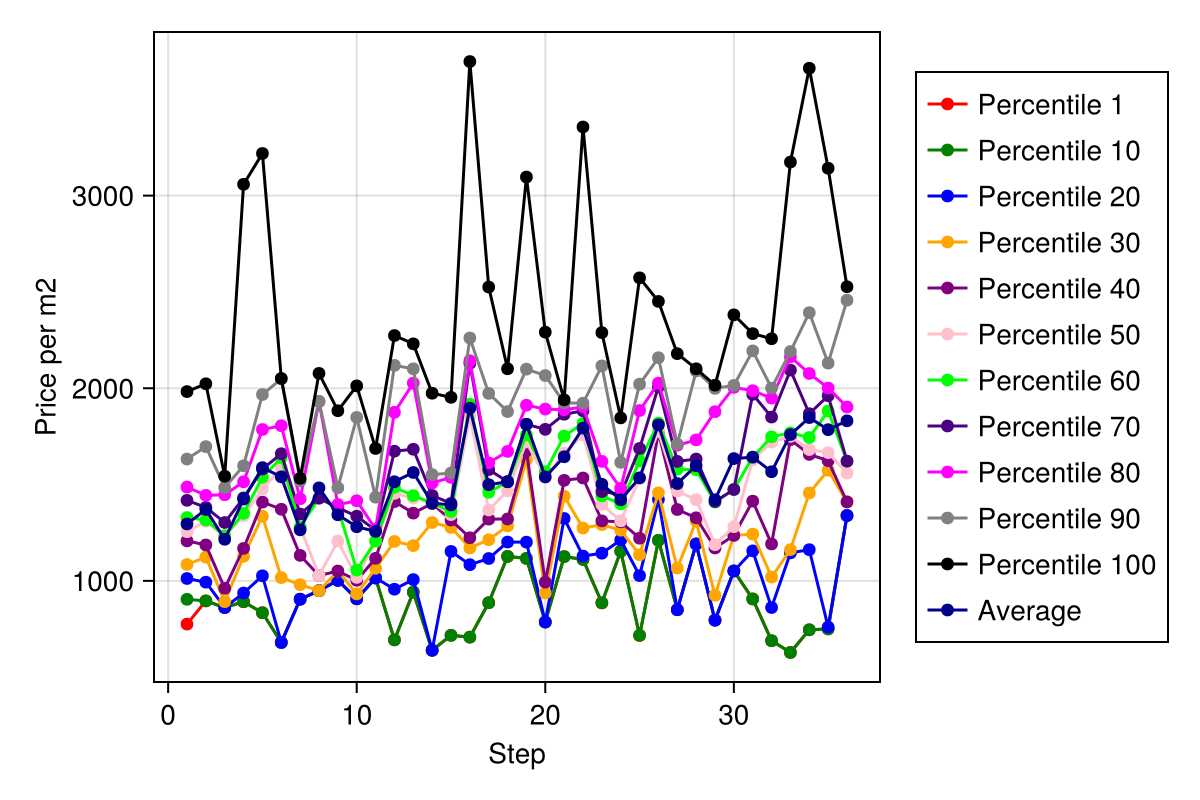 3000
2000
1000
Price per m2
0
10
20
30
Step
Percentile 1
Percentile 10
Percentile 20
Percentile 30
Percentile 40
Percentile 50
Percentile 60
Percentile 70
Percentile 80
Percentile 90
Percentile 100
Average